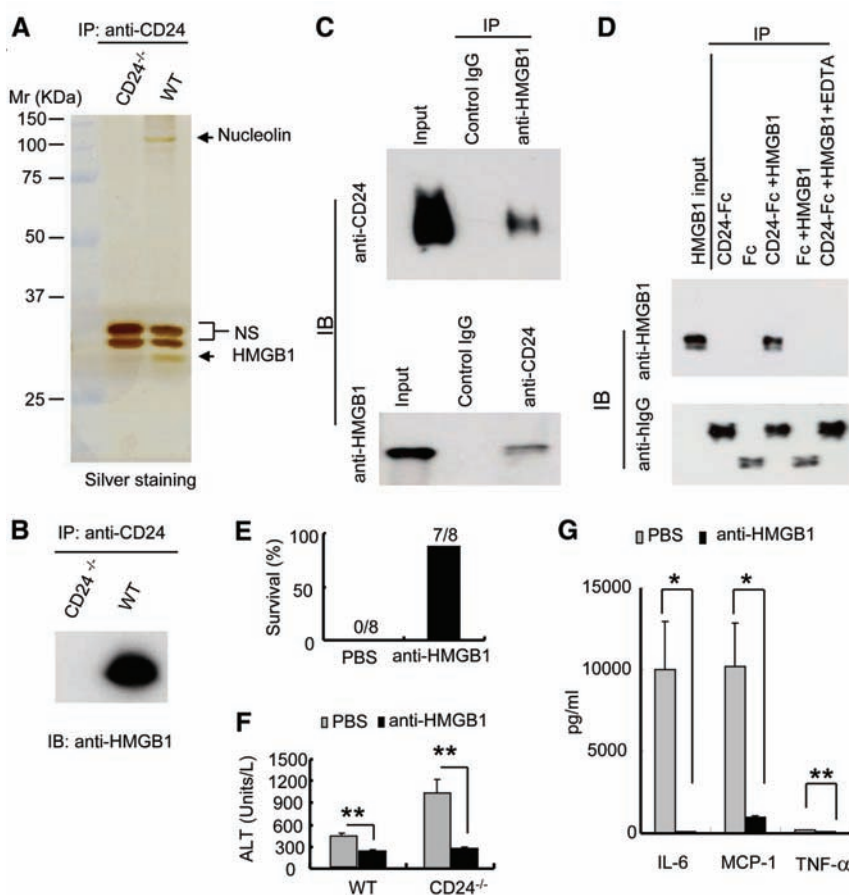 A
IP: anti-CD24
CD24-/-
WT
Mr (KDa)
150
100
75
50
37
25
Nucleolin
NS
HMGB1
Silver staining
B
IP: anti-CD24
CD24 -/-
WT
IB: anti-HMGB1
C
IP
Input
Control IgG
anti-HMGB1
anti-CD24
IB
Input
Control IgG
anti-CD24
anti-HMGB1
D
IP
HMGB1 input
CD24-Fc
Fc
CD24-Fc +HMGB1
Fc +HMGB1
CD24-Fc +HMGB1+EDTA
anti-HMGB1
IB
anti-hIgG
E
Survival (%)
100
50
0
0/8
7/8
PBS
anti-HMGB1
F
PBS
anti-HMGB1
ALT (Units/L)
1500
1200
900
600
300
0
**
**
WT
CD24-/-
G
PBS
anti-HMGB1
pg/ml
15000
10000
5000
0
*
*
**
IL-6
MCP-1
TNF-α